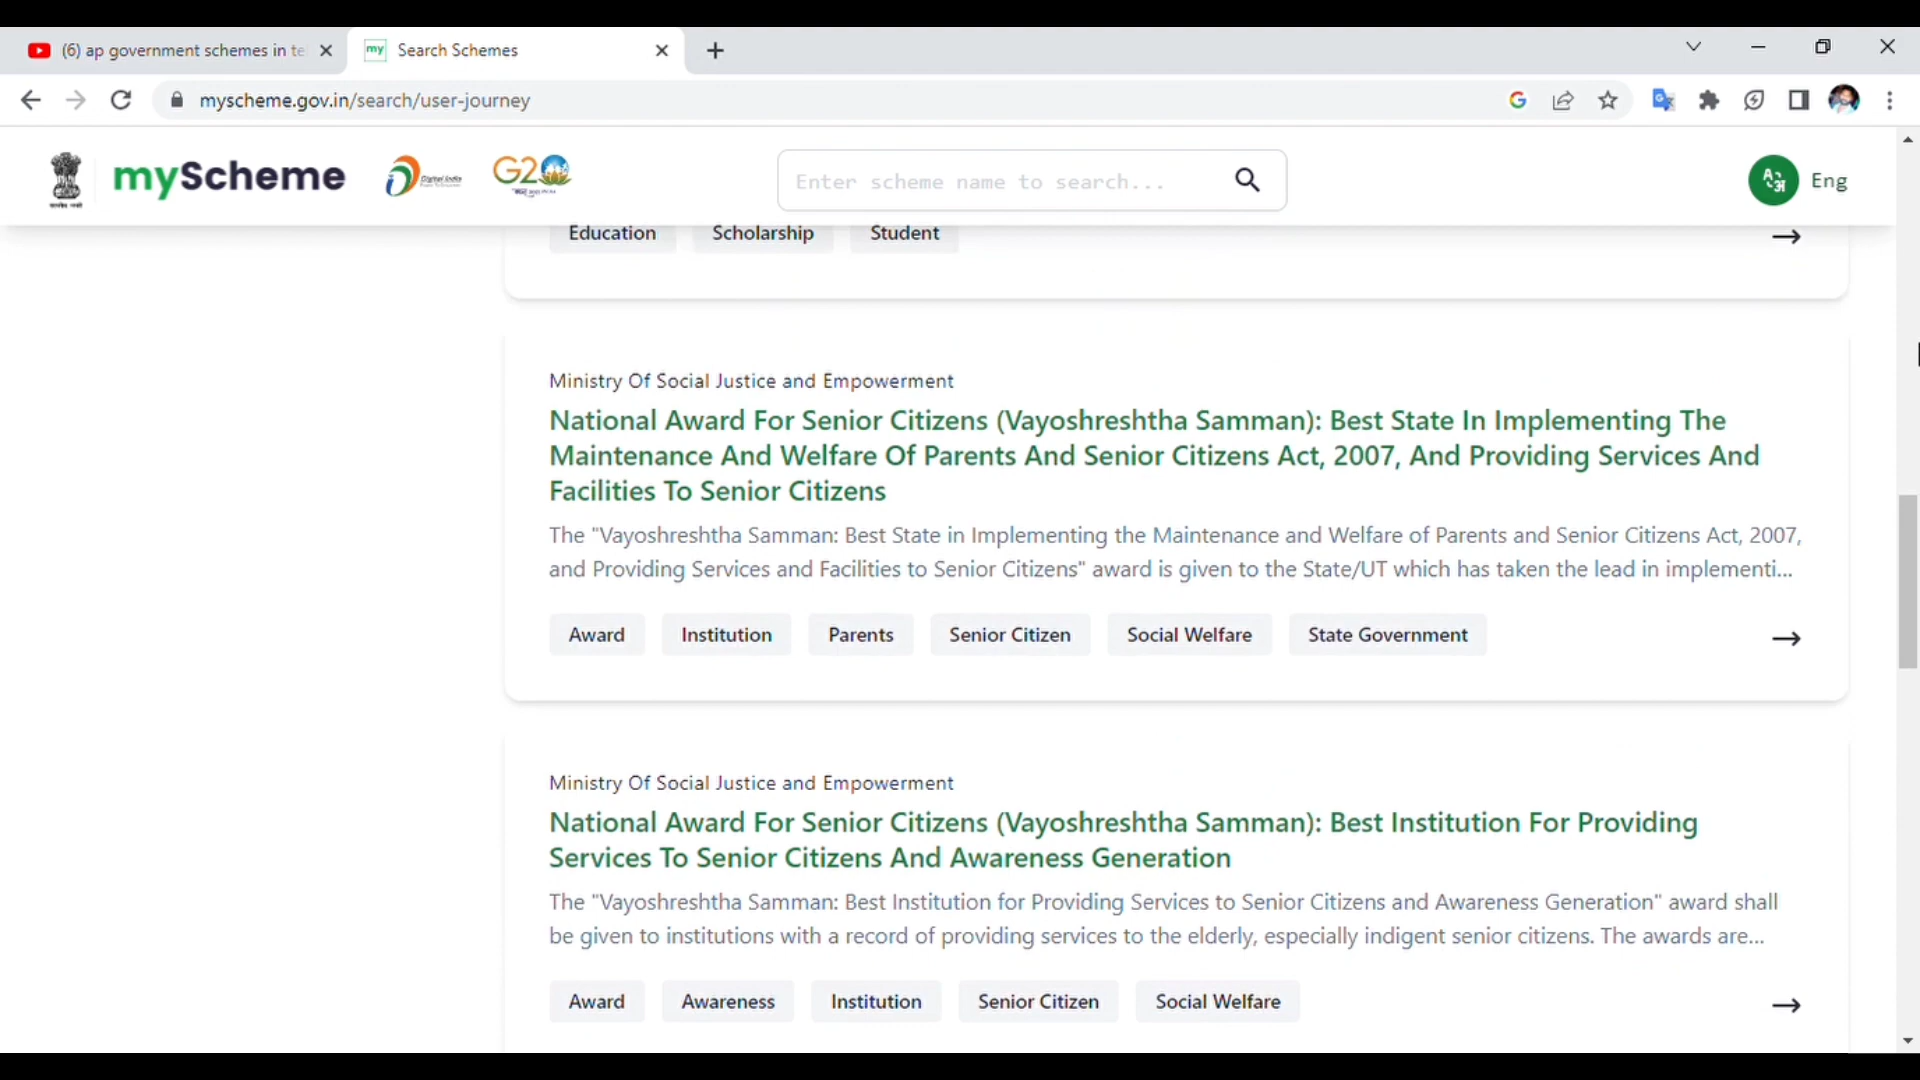 (6) ap government schemes in te
my Search Schemes
myscheme.gov.in/search/user-journey
myScheme
Digital India
G20
Enter scheme name to search...
Eng
Education Scholarship Student
Ministry Of Social Justice and Empowerment
National Award For Senior Citizens (Vayoshreshtha Samman): Best State In Implementing The
Maintenance And Welfare Of Parents And Senior Citizens Act, 2007, And Providing Services And
Facilities To Senior Citizens
The "Vayoshreshtha Samman: Best State in Implementing the Maintenance and Welfare of Parents and Senior Citizens Act, 2007,
and Providing Services and Facilities to Senior Citizens" award is given to the State/UT which has taken the lead in implementi...
Award Institution Parents Senior Citizen Social Welfare State Government
Ministry Of Social Justice and Empowerment
National Award For Senior Citizens (Vayoshreshtha Samman): Best Institution For Providing
Services To Senior Citizens And Awareness Generation
The "Vayoshreshtha Samman: Best Institution for Providing Services to Senior Citizens and Awareness Generation" award shall
be given to institutions with a record of providing services to the elderly, especially indigent senior citizens. The awards are...
Award Awareness Institution Senior Citizen Social Welfare